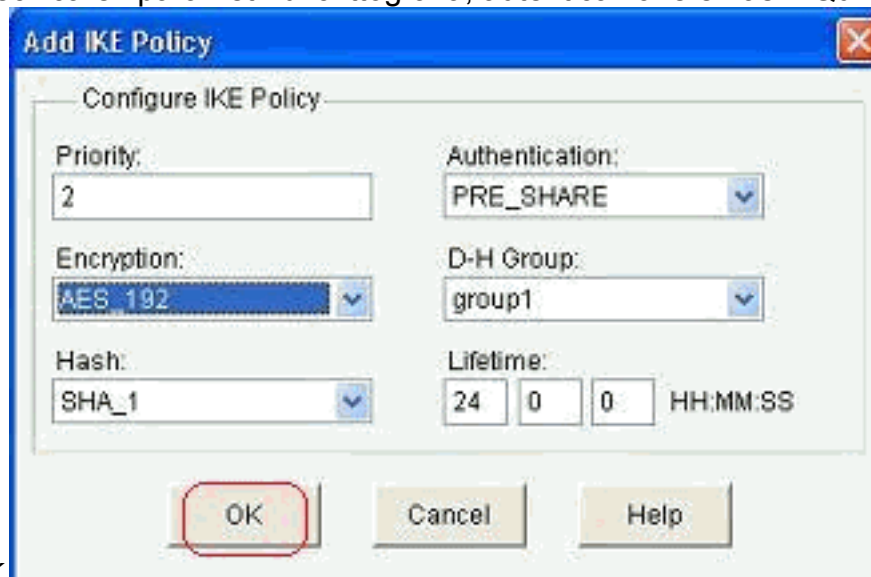 Add IKE Policy
Configure IKE Policy
Priority:
2
Authentication:
PRE_SHARE
Encryption:
AES_192
D-H Group:
group1
Hash:
SHA_1
Lifetime:
24 0 0 HH:MM:SS
OK Cancel Help